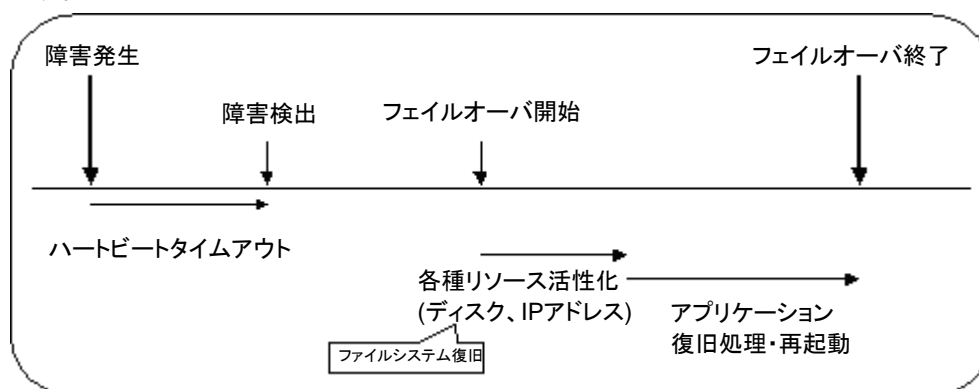 障害発生
フェイルオーバ終了
障害検出
フェイルオーバ開始
ハートビートタイムアウト
各種リソース活性化
(ディスク、IPアドレス)
アプリケーション
復旧処理・再起動
ファイルシステム復旧